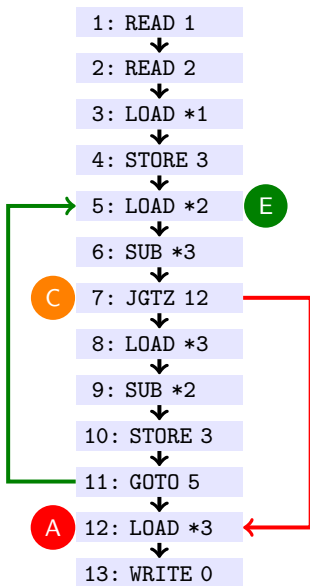 1: READ 1
2: READ 2
3: LOAD *1
4: STORE 3
5: LOAD *2 E
6: SUB *3
C 7: JGTZ 12
8: LOAD *3
9: SUB *2
10: STORE 3
11: GOTO 5
A 12: LOAD *3
13: WRITE 0